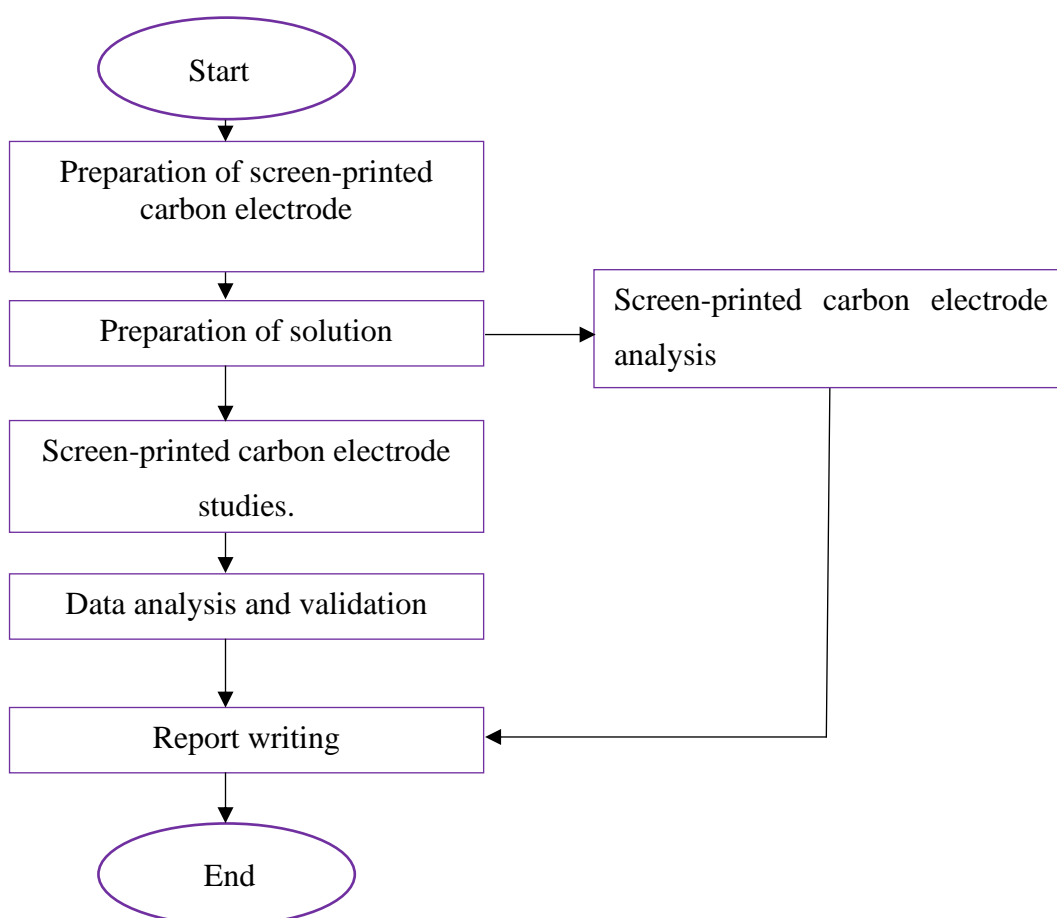 Start
Preparation of screen-printed
carbon electrode
Preparation of solution
Screen-printed carbon electrode
analysis
Screen-printed carbon electrode
studies.
Data analysis and validation
Report writing
End